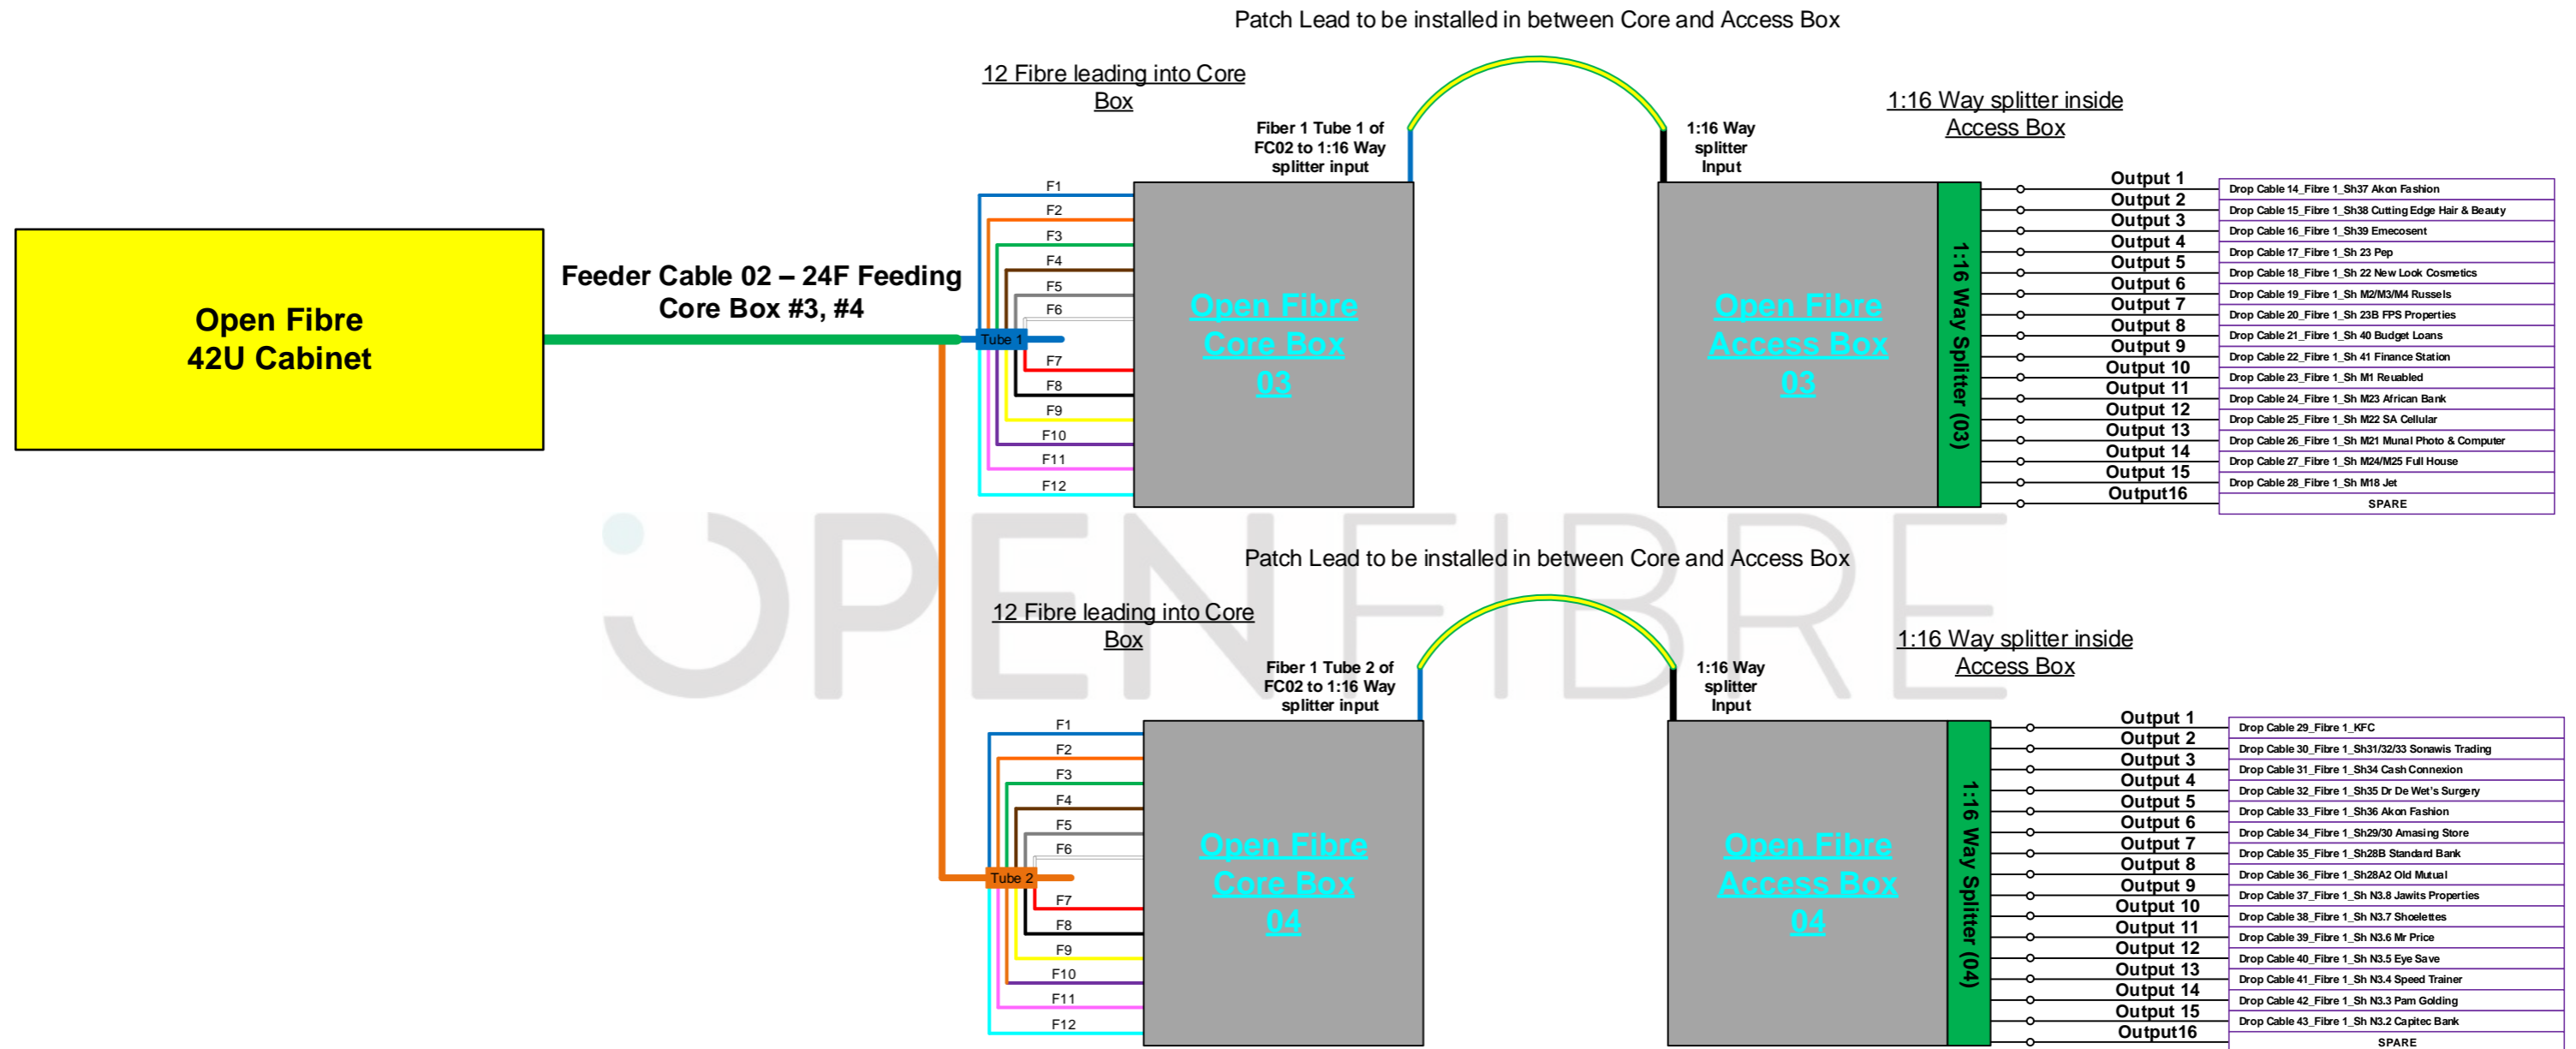 Patch Lead to be installed in between Core and Access Box
12 Fibre leading into Core
Box
1:16 Way splitter inside
Access Box
Fiber 1 Tube 1 of
FC02 to 1:16 Way
splitter input
1:16 Way
splitter
Input
Open Fibre
42U Cabinet
Feeder Cable 02 – 24F Feeding
Core Box #3, #4
F1
F2
F3
F4
F5
F6
Tube 1
F7
F8
F9
F10
F11
F12
Open Fibre
Core Box
03
Open Fibre
Access Box
03
1:16 Way Splitter (03)
Output 1 Drop Cable 14_Fibre 1_Sh37 Akon Fashion
Output 2 Drop Cable 15_Fibre 1_Sh38 Cutting Edge Hair & Beauty
Output 3 Drop Cable 16_Fibre 1_Sh39 Emecosent
Output 4 Drop Cable 17_Fibre 1_Sh 23 Pep
Output 5 Drop Cable 18_Fibre 1_Sh 22 New Look Cosmetics
Output 6 Drop Cable 19_Fibre 1_Sh M2/M3/M4 Russels
Output 7 Drop Cable 20_Fibre 1_Sh 23B FPS Properties
Output 8 Drop Cable 21_Fibre 1_Sh 40 Budget Loans
Output 9 Drop Cable 22_Fibre 1_Sh 41 Finance Station
Output 10 Drop Cable 23_Fibre 1_Sh M1 Reuabled
Output 11 Drop Cable 24_Fibre 1_Sh M23 African Bank
Output 12 Drop Cable 25_Fibre 1_Sh M22 SA Cellular
Output 13 Drop Cable 26_Fibre 1_Sh M21 Munal Photo & Computer
Output 14 Drop Cable 27_Fibre 1_Sh M24/M25 Full House
Output 15 Drop Cable 28_Fibre 1_Sh M18 Jet
Output16 SPARE
OPENFIBRE
Patch Lead to be installed in between Core and Access Box
12 Fibre leading into Core
Box
1:16 Way splitter inside
Access Box
Fiber 1 Tube 2 of
FC02 to 1:16 Way
splitter input
1:16 Way
splitter
Input
F1
F2
F3
F4
F5
F6
Tube 2
F7
F8
F9
F10
F11
F12
Open Fibre
Core Box
04
Open Fibre
Access Box
04
1:16 Way Splitter (04)
Output 1 Drop Cable 29_Fibre 1_KFC
Output 2 Drop Cable 30_Fibre 1_Sh31/32/33 Sonawis Trading
Output 3 Drop Cable 31_Fibre 1_Sh34 Cash Connexion
Output 4 Drop Cable 32_Fibre 1_Sh35 Dr De Wet's Surgery
Output 5 Drop Cable 33_Fibre 1_Sh36 Akon Fashion
Output 6 Drop Cable 34_Fibre 1_Sh29/30 Amasing Store
Output 7 Drop Cable 35_Fibre 1_Sh28B Standard Bank
Output 8 Drop Cable 36_Fibre 1_Sh28A2 Old Mutual
Output 9 Drop Cable 37_Fibre 1_Sh N3.8 Jawits Properties
Output 10 Drop Cable 38_Fibre 1_Sh N3.7 Shoelettes
Output 11 Drop Cable 39_Fibre 1_Sh N3.6 Mr Price
Output 12 Drop Cable 40_Fibre 1_Sh N3.5 Eye Save
Output 13 Drop Cable 41_Fibre 1_Sh N3.4 Speed Trainer
Output 14 Drop Cable 42_Fibre 1_Sh N3.3 Pam Golding
Output 15 Drop Cable 43_Fibre 1_Sh N3.2 Capitec Bank
Output16 SPARE